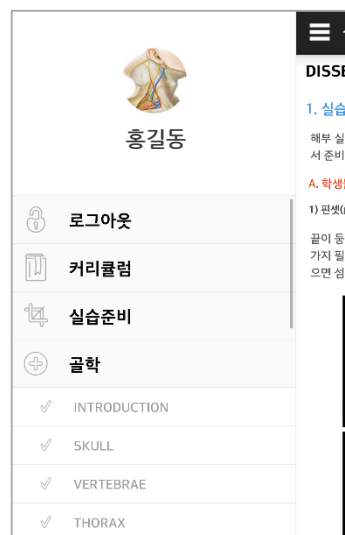 홍길동
로그아웃
커리큘럼
실습준비
골학
INTRODUCTION
SKULL
VERTEBRAE
THORAX
DISSE
1. 실습
해부 실
서 준비
A. 학생
1) 핀셋(
끝이 둥
가지 필
으면 섬